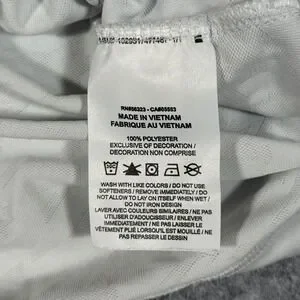 RN#56323 - CA#05553
MADE IN VIETNAM
FABRIQUE AU VIETNAM
100% POLYESTER
EXCLUSIVE OF DECORATION /
DECORATION NON COMPRISE
WASH WITH LIKE COLORS / DO NOT USE
SOFTENERS / REMOVE IMMEDIATELY / DO
NOT ALLOW TO LAY ON ITSELF WHEN
WET / DO NOT IRON DESIGN
LAVER AVEC COULEURS SIMILAIRES / NE PAS
UTILISER D'ADOUCISSEUR / ENLEVER
IMMÉDIATEMENT / NE PAS LAISSER LE
VÊTEMENT PLIÉ LORSQU'IL EST MOUILLÉ / NE
PAS REPASSER LE DESSIN